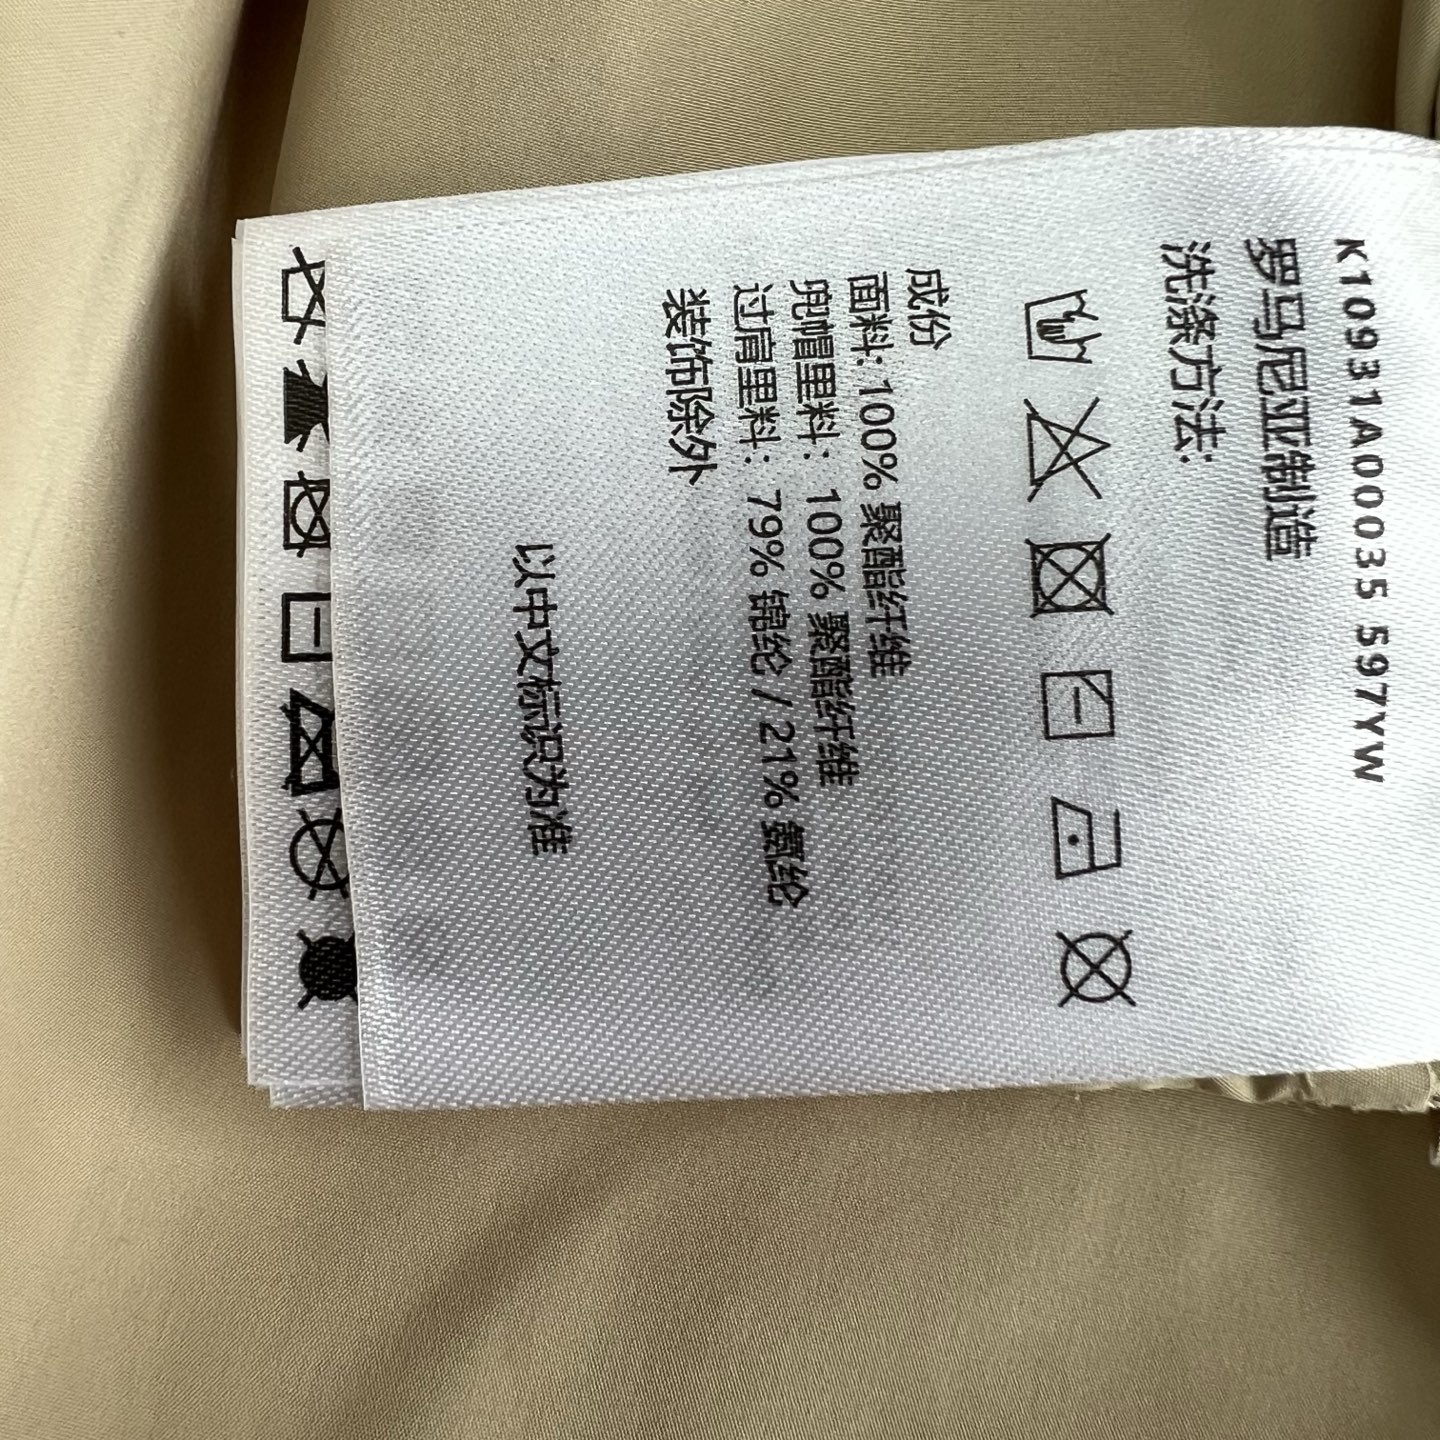 K10931A00035 597YW
罗马尼亚制造
洗涤方法:
成份
面料: 100% 聚酯纤维
兜帽里料: 100% 聚酯纤维
过肩里料: 79% 锦纶 / 21% 氨纶
装饰除外
以中文标识为准